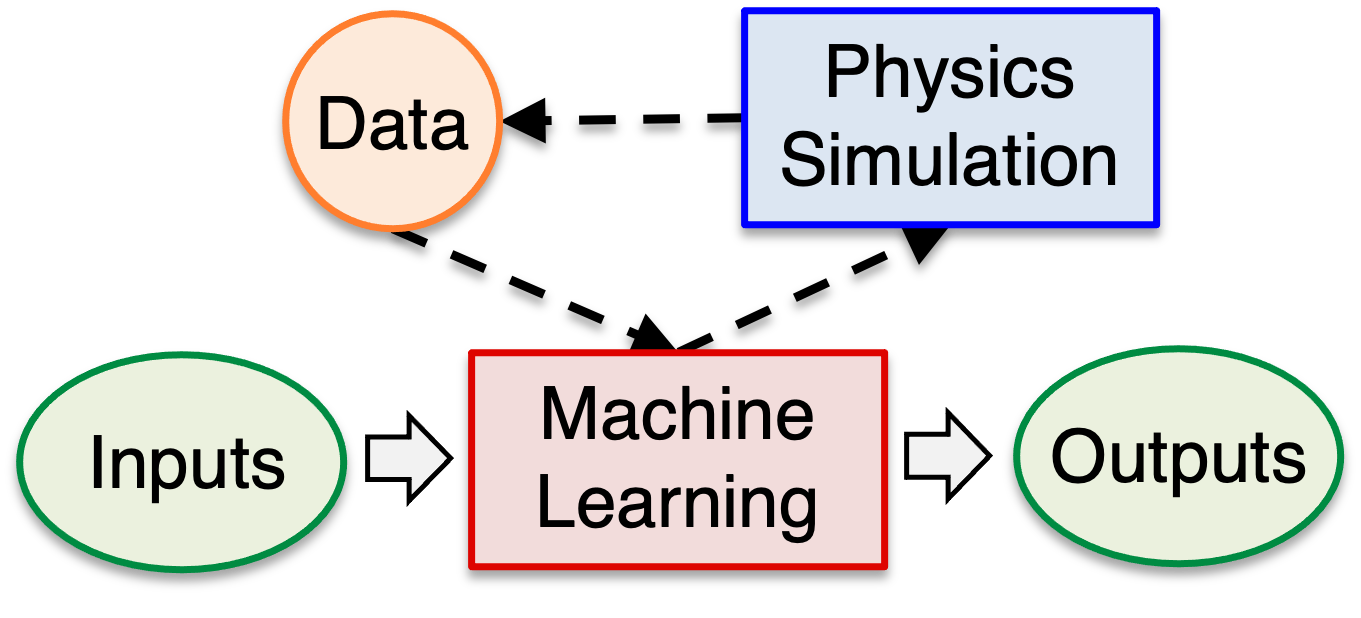 Data
Physics
Simulation
Inputs
Machine
Learning
Outputs